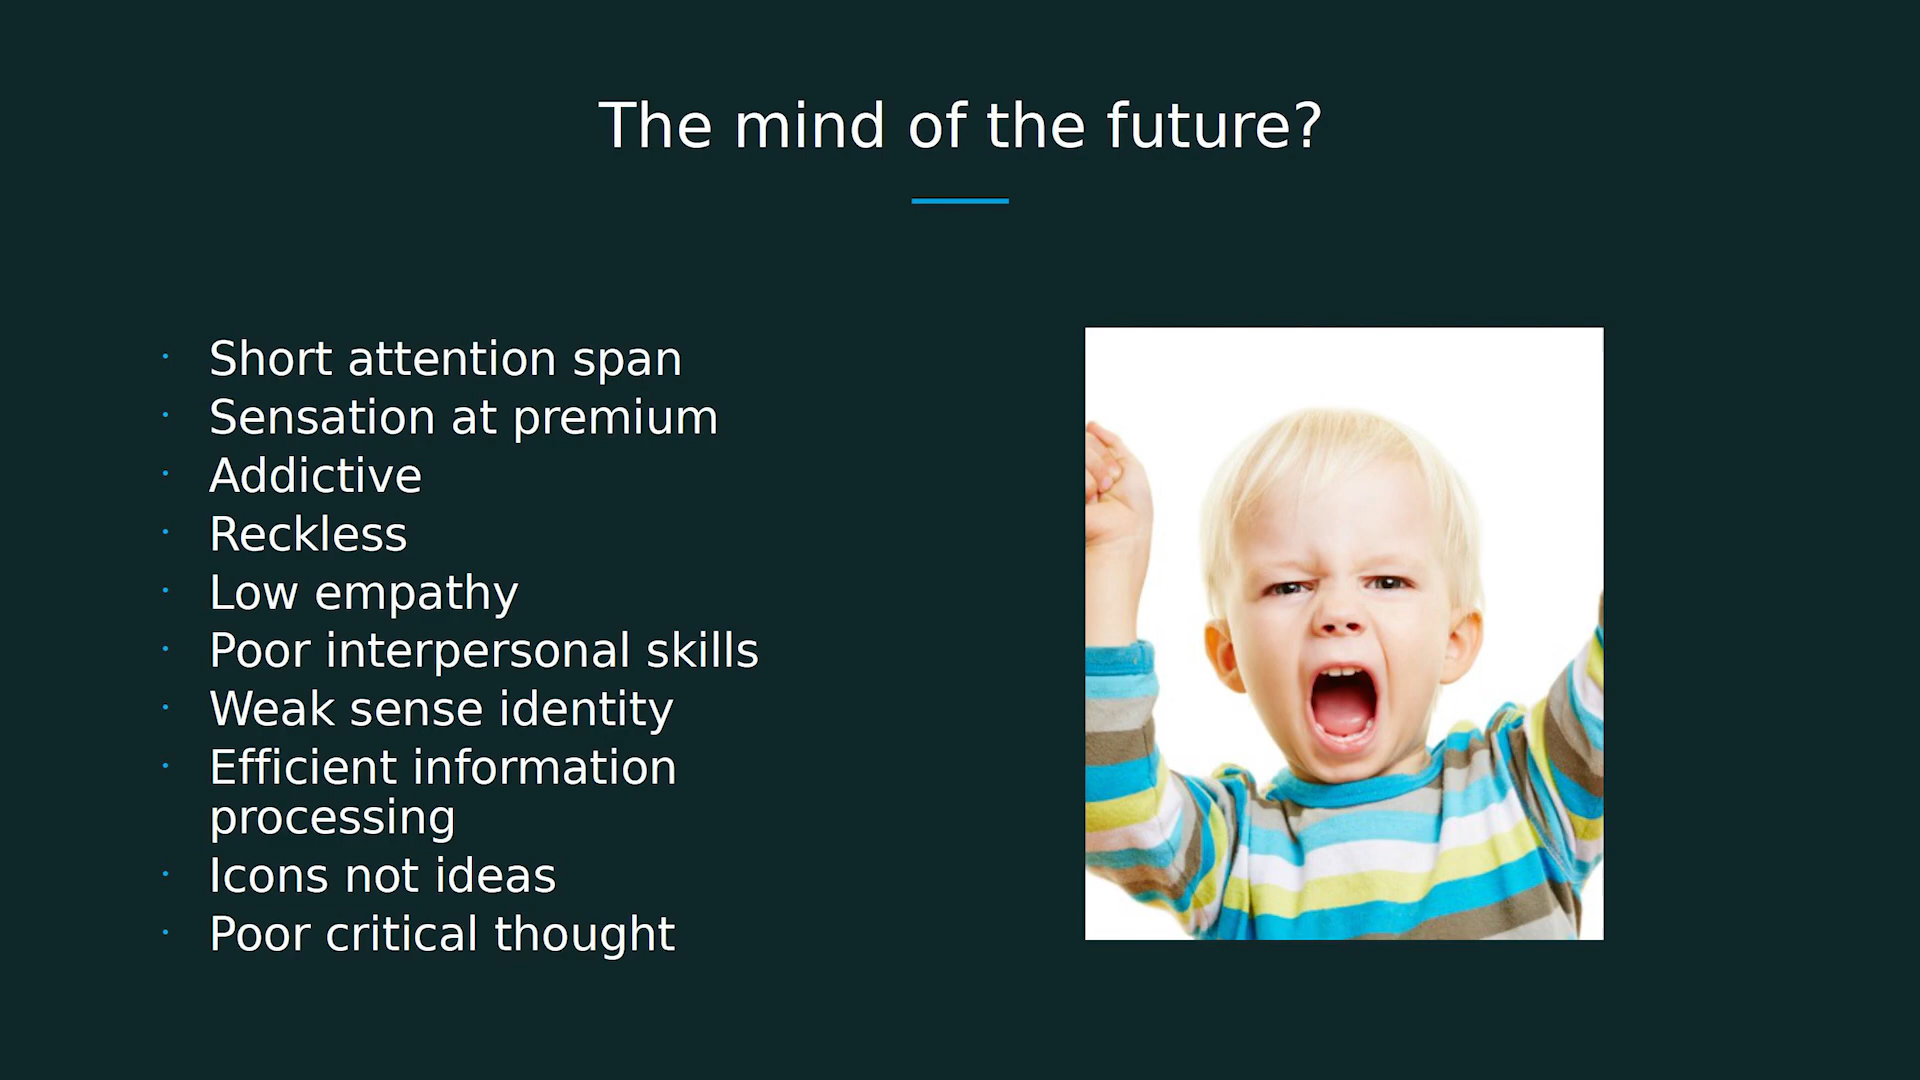 The mind of the future?
· Short attention span
· Sensation at premium
· Addictive
· Reckless
· Low empathy
· Poor interpersonal skills
· Weak sense identity
· Efficient information
processing
· Icons not ideas
· Poor critical thought